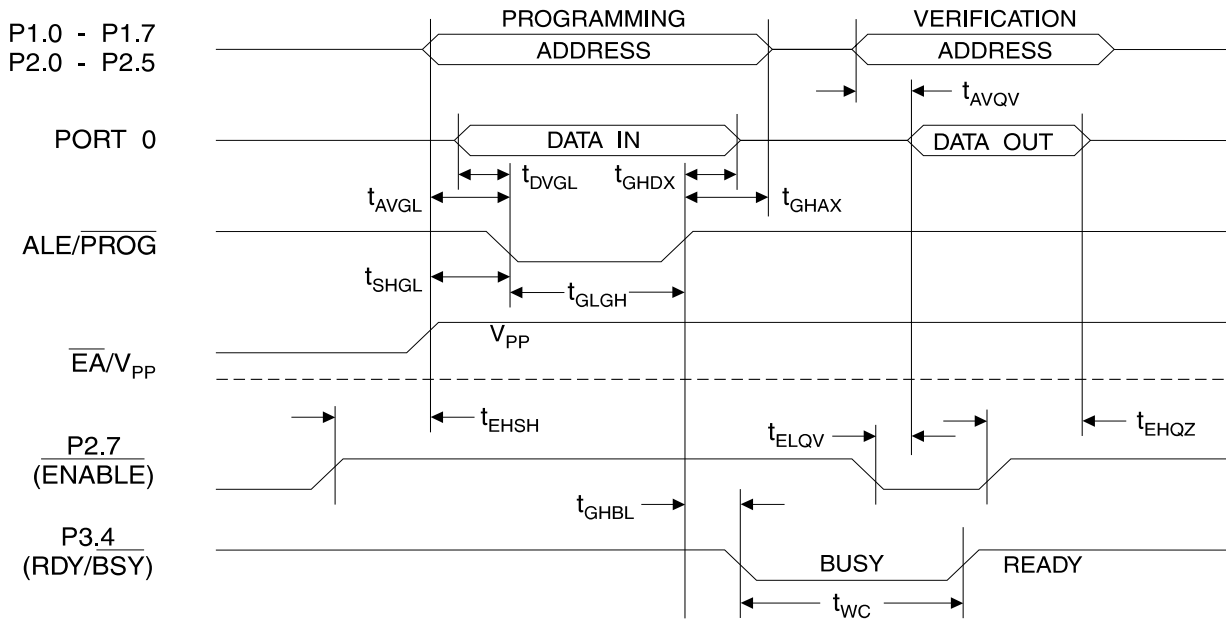 PROGRAMMING
VERIFICATION
P1.0 - P1.7
P2.0 - P2.5
ADDRESS
ADDRESS
tAVQV
PORT 0
DATA IN
DATA OUT
tDVGL
tGHDX
tAVGL
tGHAX
ALE/PROG
tSHGL
tGLGH
VPP
EA/VPP
tEHSH
tELQV
tEHQZ
P2.7
(ENABLE)
tGHBL
P3.4
(RDY/BSY)
BUSY
READY
tWC